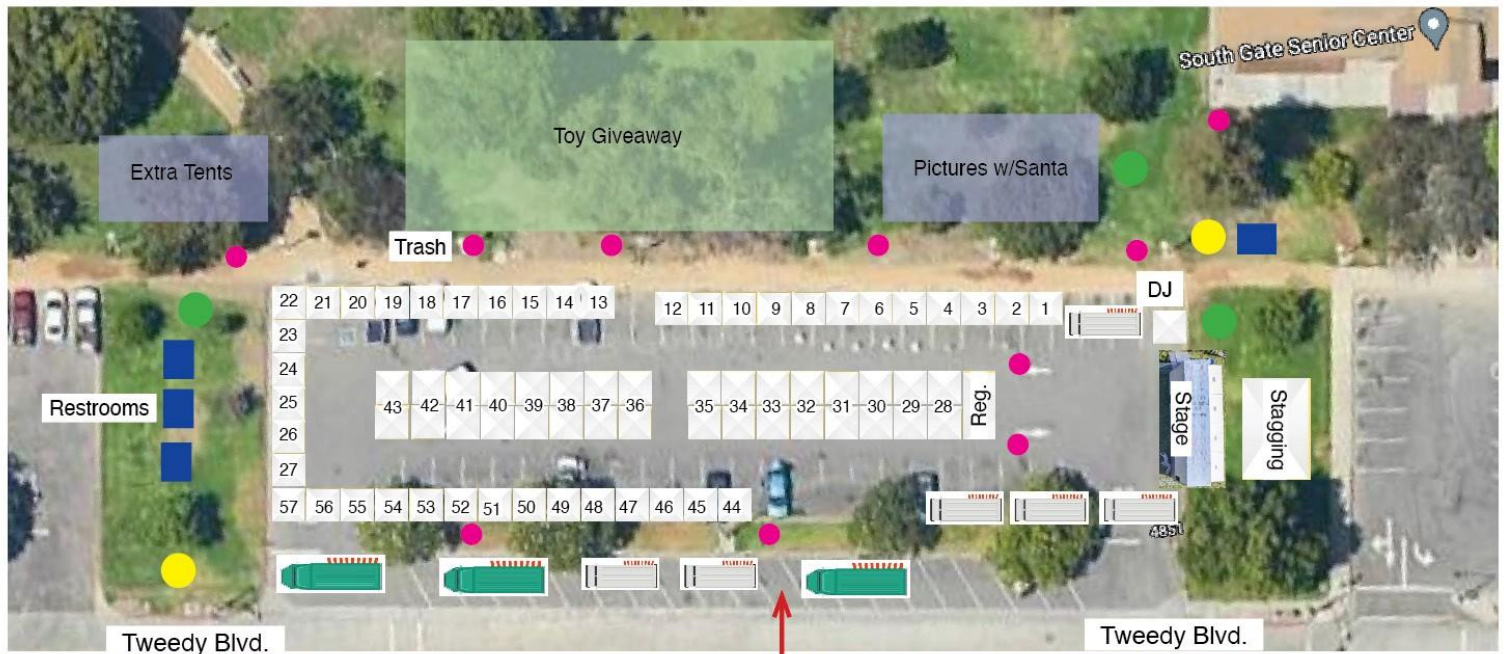 South Gate Senior Center
Toy Giveaway
Extra Tents
Pictures w/Santa
Trash
DJ
22 21 20 19 18 17 16 15 14 13 12 11 10 9 8 7 6 5 4 3 2 1
23
24
25
26
27
Restrooms
43 42 41 40 39 38 37 36 35 34 33 32 31 30 29 28 Reg.
Stage
Stagging
57 56 55 54 53 52 51 50 49 48 47 46 45 44
4851
Tweedy Blvd.
Tweedy Blvd.